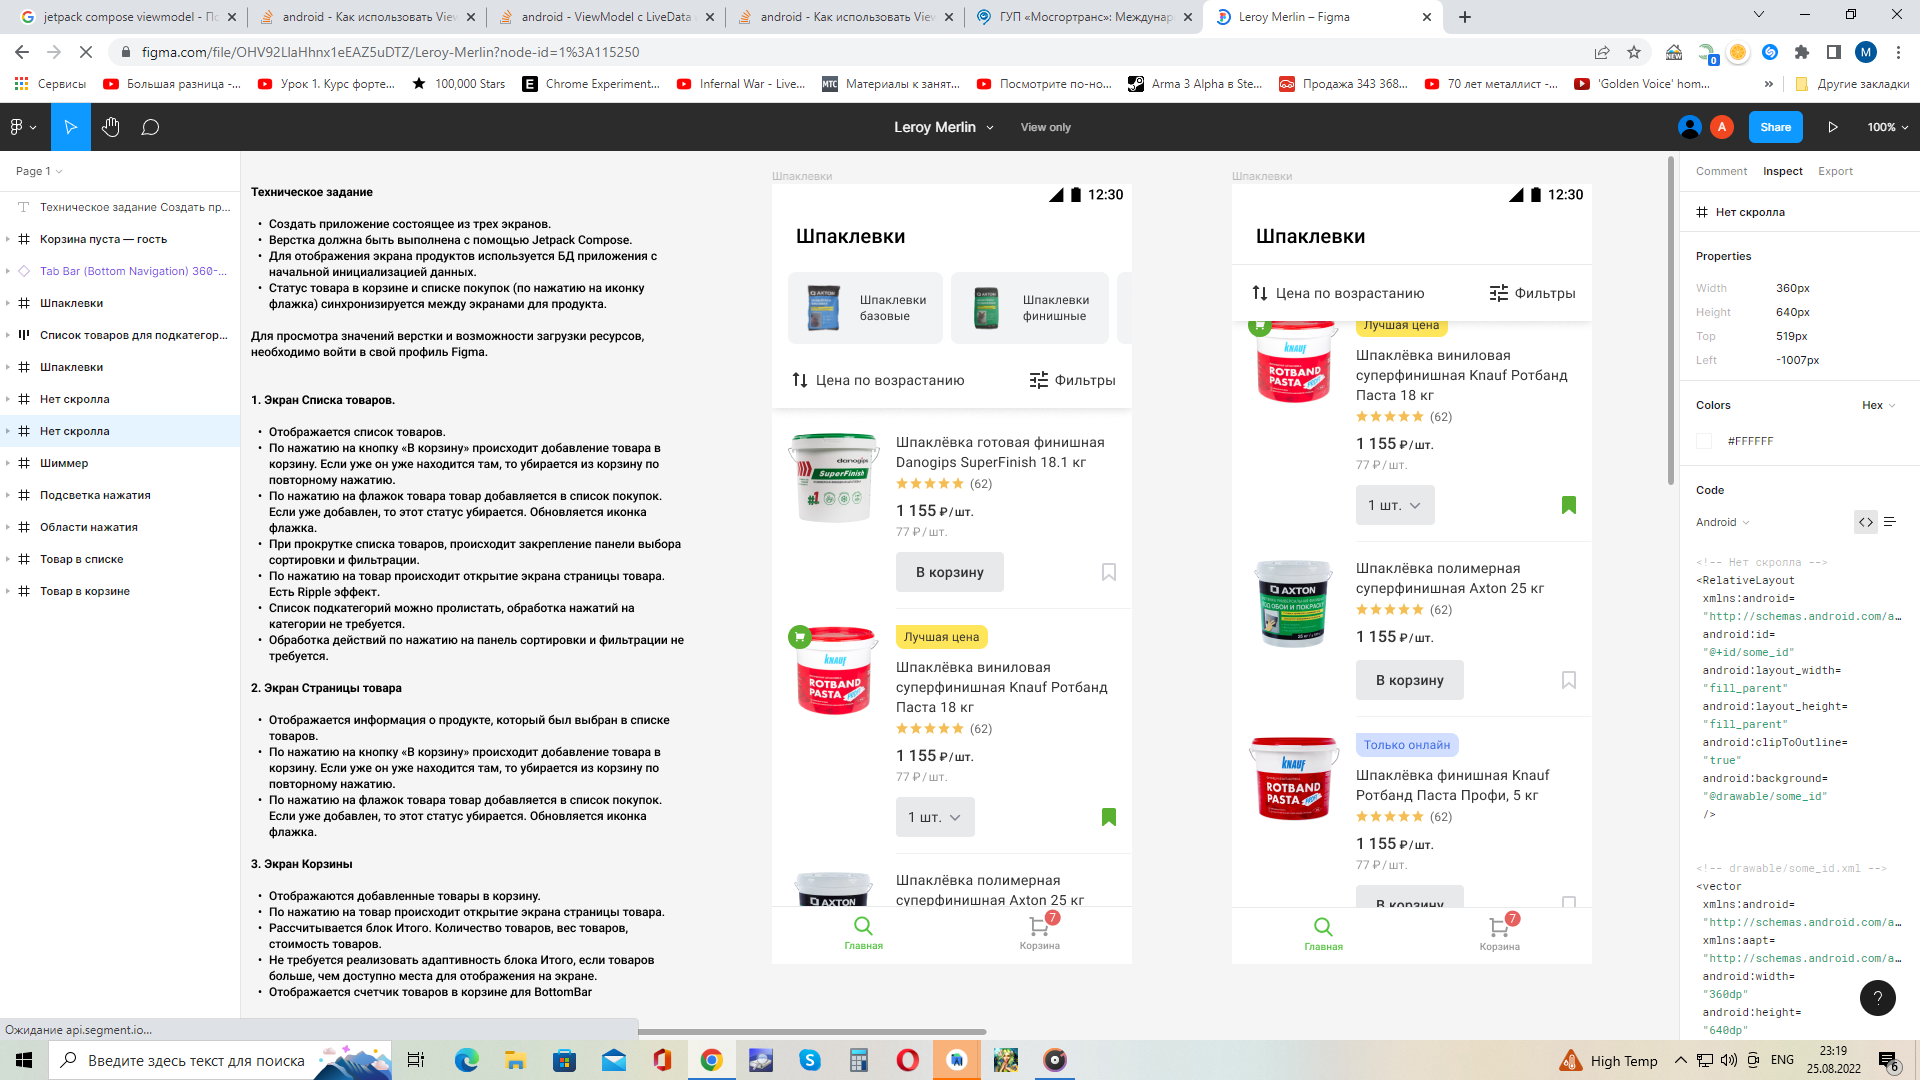 jetpack compose viewmodel - По
android - Как использовать View
android - ViewModel с LiveData и
android - Как использовать View
ГУП «Мосгортранс»: Междунар
Leroy Merlin – Figma
figma.com/file/OHV92LlaHhnx1eEAZ5uDTZ/Leroy-Merlin?node-id=1%3A115250
Сервисы
Большая разница -...
Урок 1. Курс форте...
100,000 Stars
Chrome Experiment...
Infernal War - Live...
Материалы к занят...
Посмотрите по-но...
Arma 3 Alpha в Ste...
Продажа 343 368...
70 лет металлист -...
'Golden Voice' hom...
Другие закладки
Leroy Merlin
View only
A
Share
100%
Page 1
Техническое задание Создать пр...
Корзина пуста — гость
Tab Bar (Bottom Navigation) 360-...
Шпаклевки
Список товаров для подкатегор...
Шпаклевки
Нет скролла
Нет скролла
Шиммер
Подсветка нажатия
Области нажатия
Товар в списке
Товар в корзине
Техническое задание
• Создать приложение состоящее из трех экранов.
• Верстка должна быть выполнена с помощью Jetpack Compose.
• Для отображения экрана продуктов используется БД приложения с
начальной инициализацией данных.
• Статус товара в корзине и списке покупок (по нажатию на иконку
флажка) синхронизируется между экранами для продукта.
Для просмотра значений верстки и возможности загрузки ресурсов,
необходимо войти в свой профиль Figma.
1. Экран Списка товаров.
• Отображается список товаров.
• По нажатию на кнопку «В корзину» происходит добавление товара в
корзину. Если уже он уже находится там, то убирается из корзину по
повторному нажатию.
• По нажатию на флажок товара товар добавляется в список покупок.
Если уже добавлен, то этот статус убирается. Обновляется иконка
флажка.
• При прокрутке списка товаров, происходит закрепление панели выбора
сортировки и фильтрации.
• По нажатию на товар происходит открытие экрана страницы товара.
Есть Ripple эффект.
• Список подкатегорий можно пролистать, обработка нажатий на
категории не требуется.
• Обработка действий по нажатию на панель сортировки и фильтрации не
требуется.
2. Экран Страницы товара
• Отображается информация о продукте, который был выбран в списке
товаров.
• По нажатию на кнопку «В корзину» происходит добавление товара в
корзину. Если уже он уже находится там, то убирается из корзину по
повторному нажатию.
• По нажатию на флажок товара товар добавляется в список покупок.
Если уже добавлен, то этот статус убирается. Обновляется иконка
флажка.
3. Экран Корзины
• Отображаются добавленные товары в корзину.
• По нажатию на товар происходит открытие экрана страницы товара.
• Рассчитывается блок Итого. Количество товаров, вес товаров,
стоимость товаров.
• Не требуется реализовать адаптивность блока Итого, если товаров
больше, чем доступно места для отображения на экране.
• Отображается счетчик товаров в корзине для BottomBar
Шпаклевки
12:30
Шпаклевки
Шпаклевки
базовые
Шпаклевки
финишные
Цена по возрастанию
Фильтры
Шпаклёвка готовая финишная
Danogips SuperFinish 18.1 кг
(62)
1 155 ₽/шт.
77 ₽/шт.
В корзину
Лучшая цена
Шпаклёвка виниловая
суперфинишная Knauf Ротбанд
Паста 18 кг
(62)
1 155 ₽/шт.
77 ₽/шт.
1 шт.
Шпаклёвка полимерная
суперфинишная Axton 25 кг
Главная
7
Корзина
Шпаклевки
12:30
Шпаклевки
Цена по возрастанию
Фильтры
Лучшая цена
Шпаклёвка виниловая
суперфинишная Knauf Ротбанд
Паста 18 кг
(62)
1 155 ₽/шт.
77 ₽/шт.
1 шт.
Шпаклёвка полимерная
суперфинишная Axton 25 кг
(62)
1 155 ₽/шт.
В корзину
Только онлайн
Шпаклёвка финишная Knauf
Ротбанд Паста Профи, 5 кг
(62)
1 155 ₽/шт.
77 ₽/шт.
В корзину
Главная
7
Корзина
Comment
Inspect
Export
Нет скролла
Properties
Width 360px
Height 640px
Top 519px
Left -1007px
Colors
Hex
#FFFFFF
Code
Android
<!-- Нет скролла -->
<RelativeLayout
xmlns:android=
"http://schemas.android.com/a...
android:id=
"@+id/some_id"
android:layout_width=
"fill_parent"
android:layout_height=
"fill_parent"
android:clipToOutline=
"true"
android:background=
"@drawable/some_id"
/>
<!-- drawable/some_id.xml -->
<vector
xmlns:android=
"http://schemas.android.com/a...
xmlns:aapt=
"http://schemas.android.com/a...
android:width=
"360dp"
android:height=
"640dp"
?
Ожидание api.segment.io...
Введите здесь текст для поиска
High Temp
ENG
23:19
25.08.2022
6